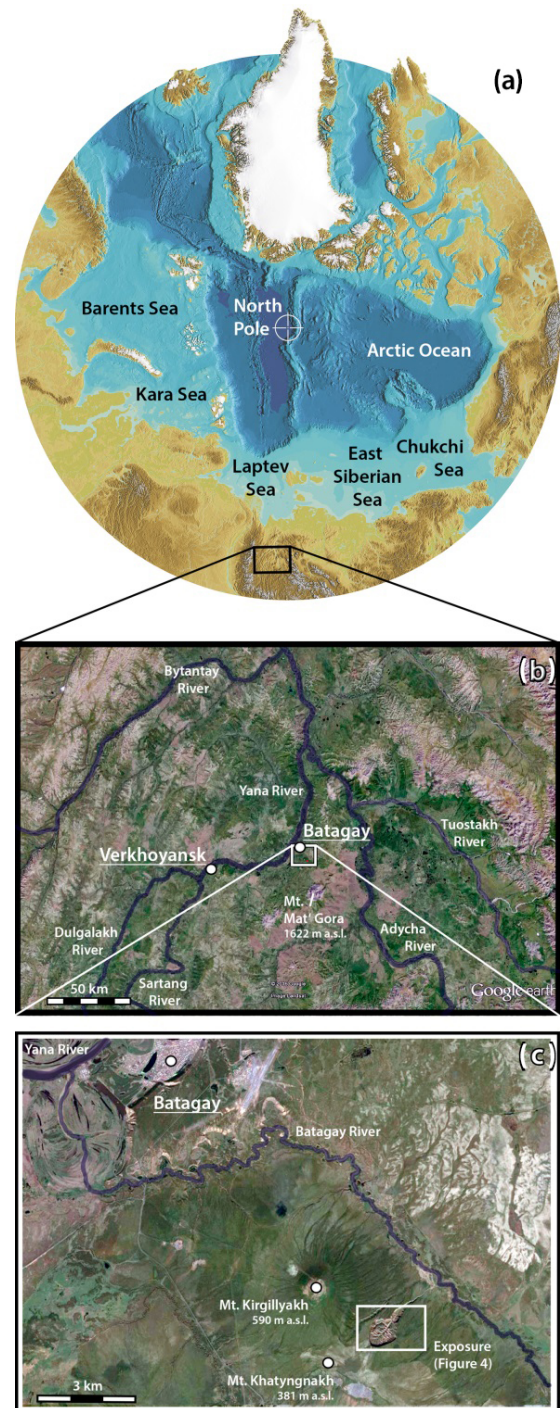 (a)
North
Pole
Barents Sea
Arctic Ocean
Kara Sea
Laptev
Sea
East
Siberian
Sea
Chukchi
Sea
(b)
Bytantay
River
Yana River
Batagay
Tuostakh
River
Verkhoyansk
Mt.
Mat' Gora
1622 m a.s.l.
Dulgalakh
River
Adycha
River
Sartang
River
50 km
Google earth
(c)
Yana River
Batagay
Batagay River
Mt. Kirgillyakh
590 m a.s.l.
Exposure
(Figure 4)
Mt. Khatyngnakh
381 m a.s.l.
3 km